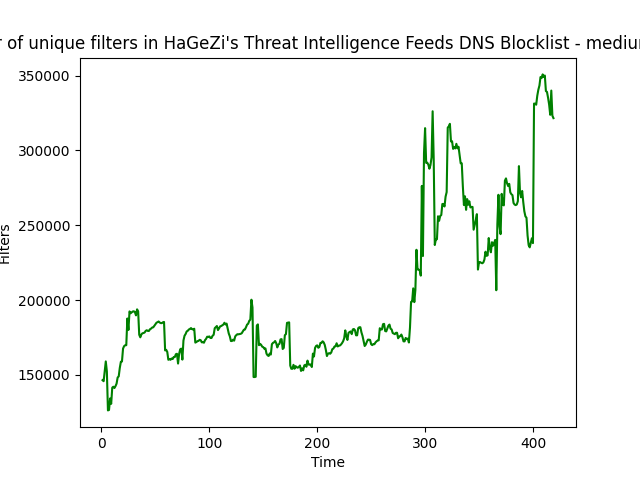 r of unique filters in HaGeZi's Threat Intelligence Feeds DNS Blocklist - mediu
350000
300000
250000
200000
150000
Filters
0 100 200 300 400
Time